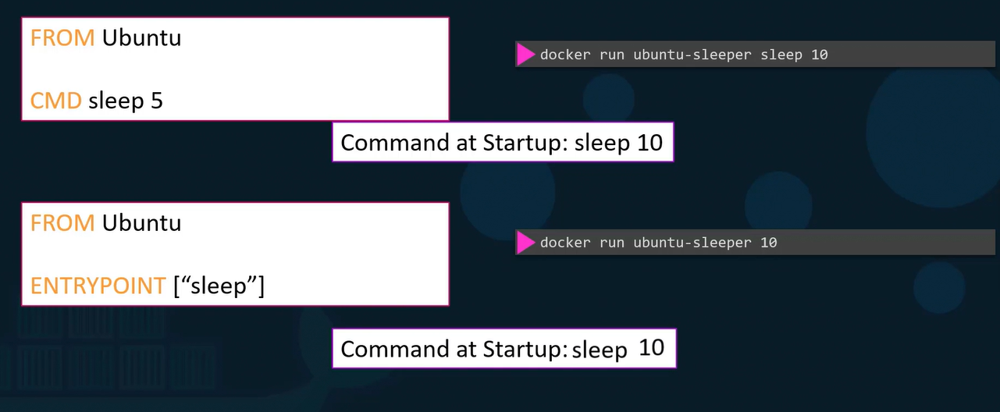 FROM Ubuntu
CMD sleep 5
docker run ubuntu-sleeper sleep 10
Command at Startup: sleep 10
FROM Ubuntu
ENTRYPOINT [“sleep”]
docker run ubuntu-sleeper 10
Command at Startup: sleep 10